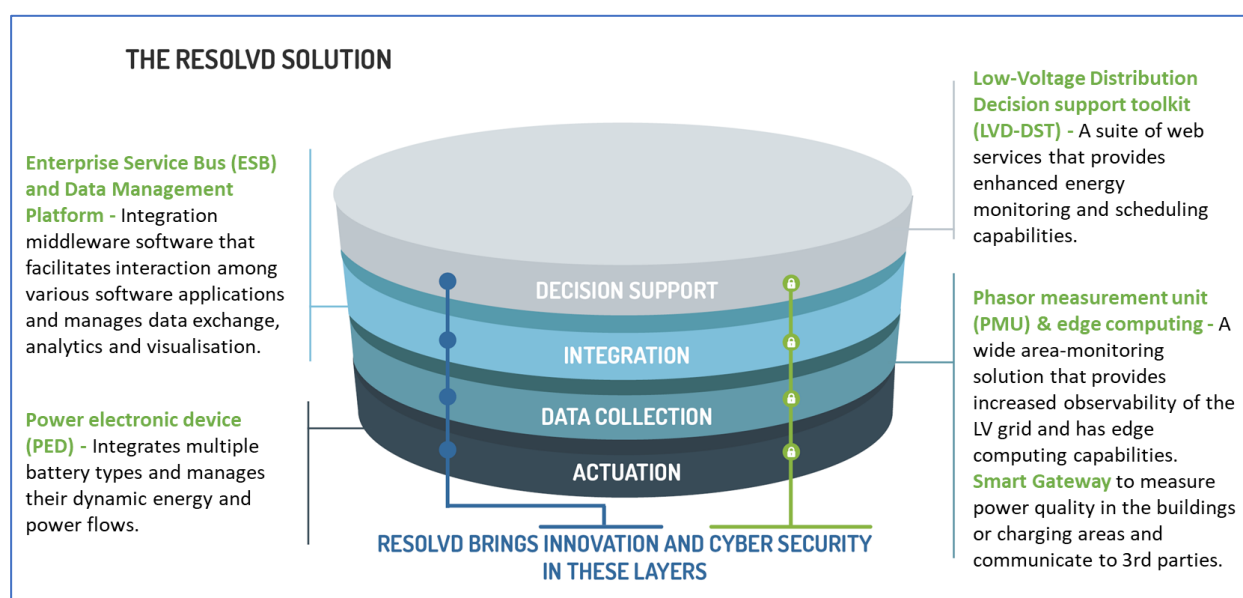 THE RESOLVD SOLUTION
Enterprise Service Bus (ESB)
and Data Management
Platform - Integration
middleware software that
facilitates interaction among
various software applications
and manages data exchange,
analytics and visualisation.
Power electronic device
(PED) - Integrates multiple
battery types and manages
their dynamic energy and
power flows.
DECISION SUPPORT
INTEGRATION
DATA COLLECTION
ACTUATION
RESOLVD BRINGS INNOVATION AND CYBER SECURITY
IN THESE LAYERS
Low-Voltage Distribution
Decision support toolkit
(LVD-DST) - A suite of web
services that provides
enhanced energy
monitoring and scheduling
capabilities.
Phasor measurement unit
(PMU) & edge computing - A
wide area-monitoring
solution that provides
increased observability of the
LV grid and has edge
computing capabilities.
Smart Gateway to measure
power quality in the buildings
or charging areas and
communicate to 3rd parties.